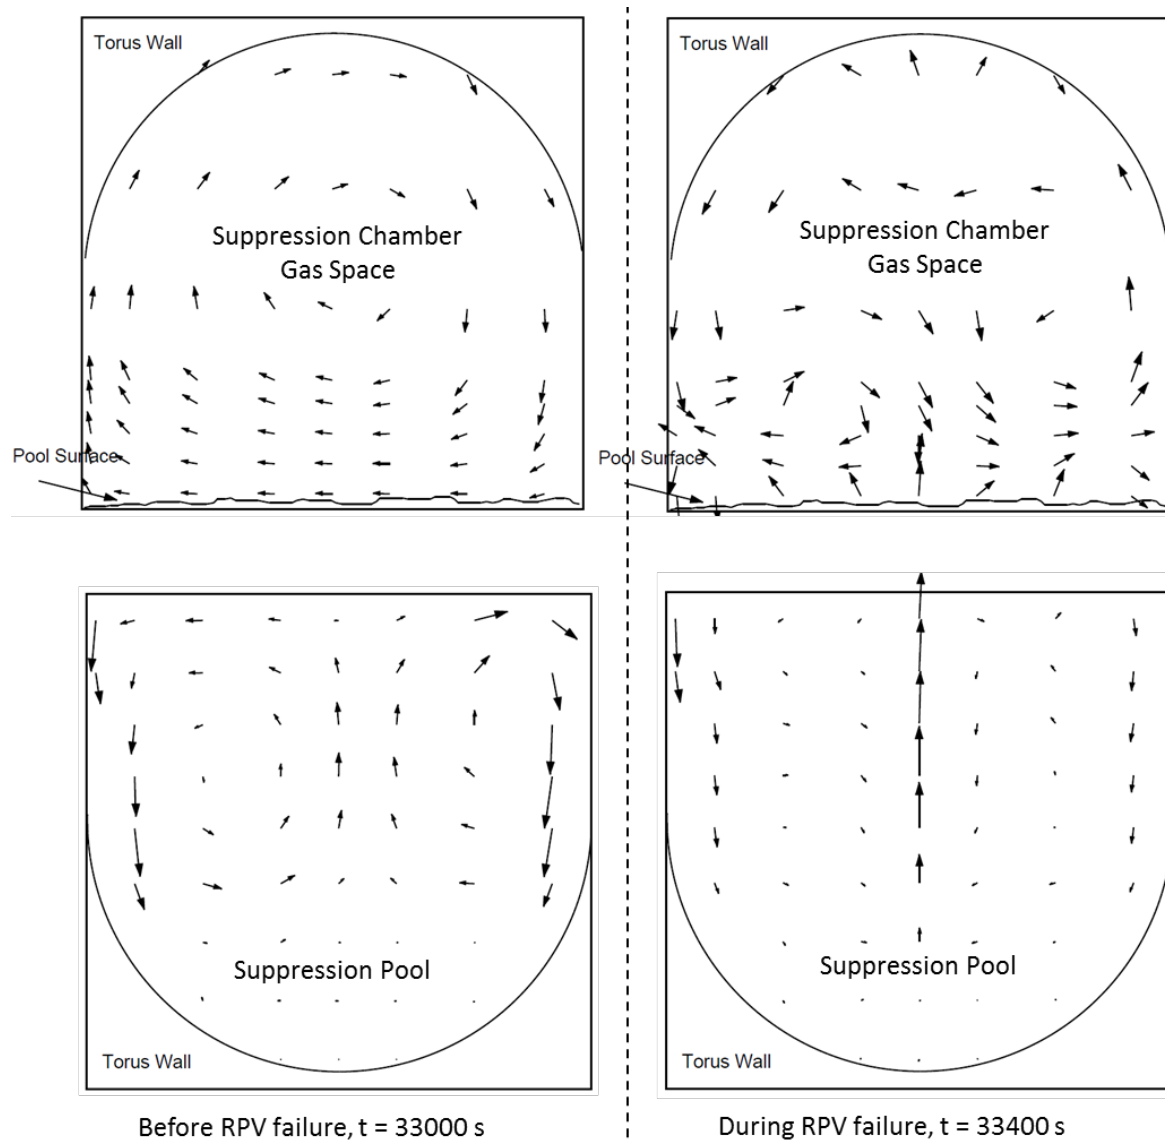 Torus Wall
Suppression Chamber
Gas Space
Pool Surface
Torus Wall
Suppression Chamber
Gas Space
Pool Surface
Suppression Pool
Torus Wall
Suppression Pool
Torus Wall
Before RPV failure, t = 33000 s
During RPV failure, t = 33400 s